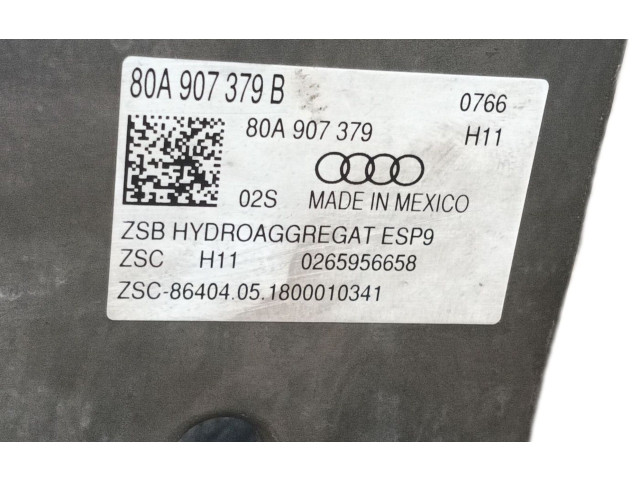 80A 907 379 B
0766
80A 907 379
H11
02S MADE IN MEXICO
ZSB HYDROAGGREGAT ESP9
ZSC H11 0265956658
ZSC-86404.05.1800010341